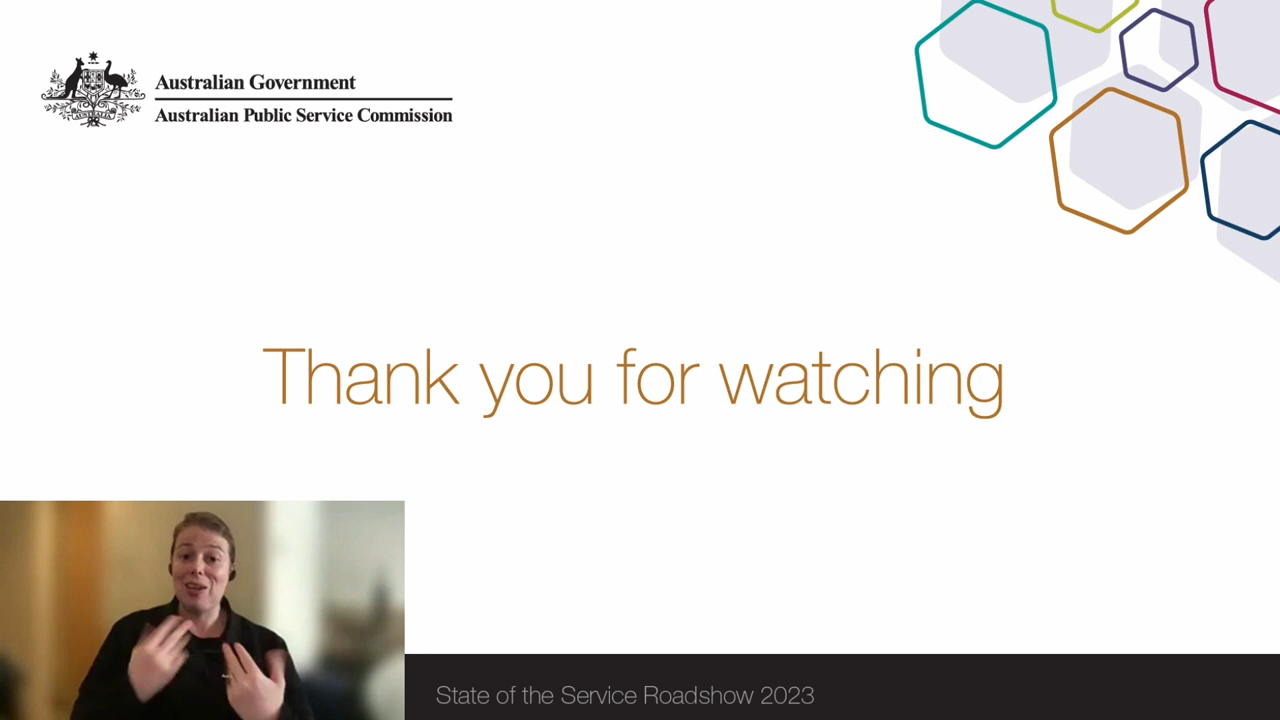 Australian Government
Australian Public Service Commission
Thank you for watching
State of the Service Roadshow 2023